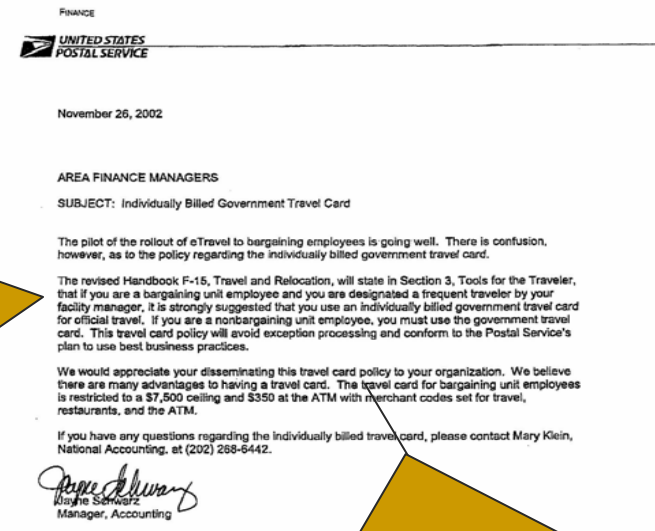 FINANCE
UNITED STATES
POSTAL SERVICE
November 26, 2002
AREA FINANCE MANAGERS
SUBJECT: Individually Billed Government Travel Card
The pilot of the rollout of eTravel to bargaining employees is going well. There is confusion,
however, as to the policy regarding the individually billed government travel card.
The revised Handbook F-15, Travel and Relocation, will state in Section 3, Tools for the Traveler,
that if you are a bargaining unit employee and you are designated a frequent traveler by your
facility manager, it is strongly suggested that you use an individually billed government travel card
for official travel. If you are a nonbargaining unit employee, you must use the government travel
card. This travel card policy will avoid exception processing and conform to the Postal Service's
plan to use best business practices.
We would appreciate your disseminating this travel card policy to your organization. We believe
there are many advantages to having a travel card. The travel card for bargaining unit employees
is restricted to a $7,500 ceiling and $350 at the ATM with merchant codes set for travel,
restaurants, and the ATM.
If you have any questions regarding the individually billed travel card, please contact Mary Klein,
National Accounting, at (202) 268-6442.
Jayne Schwarz
Jayne Schwarz
Manager, Accounting